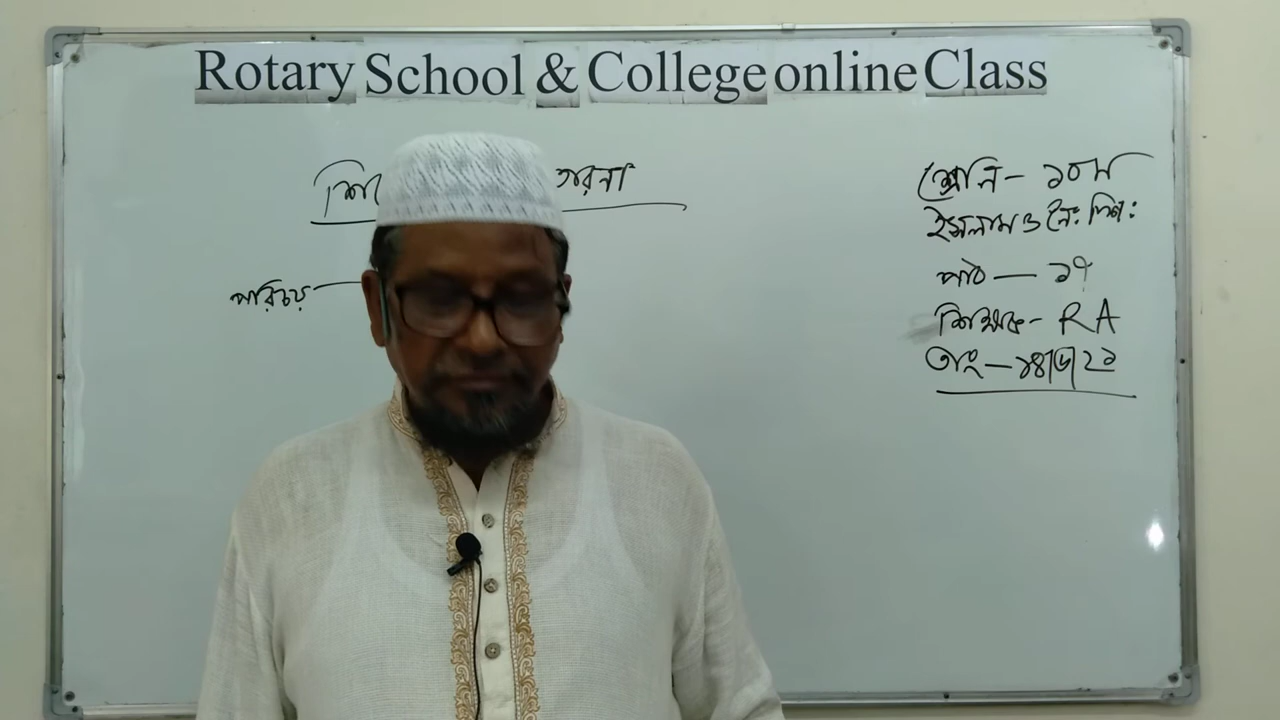 Rotary School & College online Class
শ্রেনি - ১০ম
ইসলাম ও নৈ: শি:
পরিচয়
পাঠ — ১৭
শিক্ষক - RA
তাং - ১৪/৬/২১